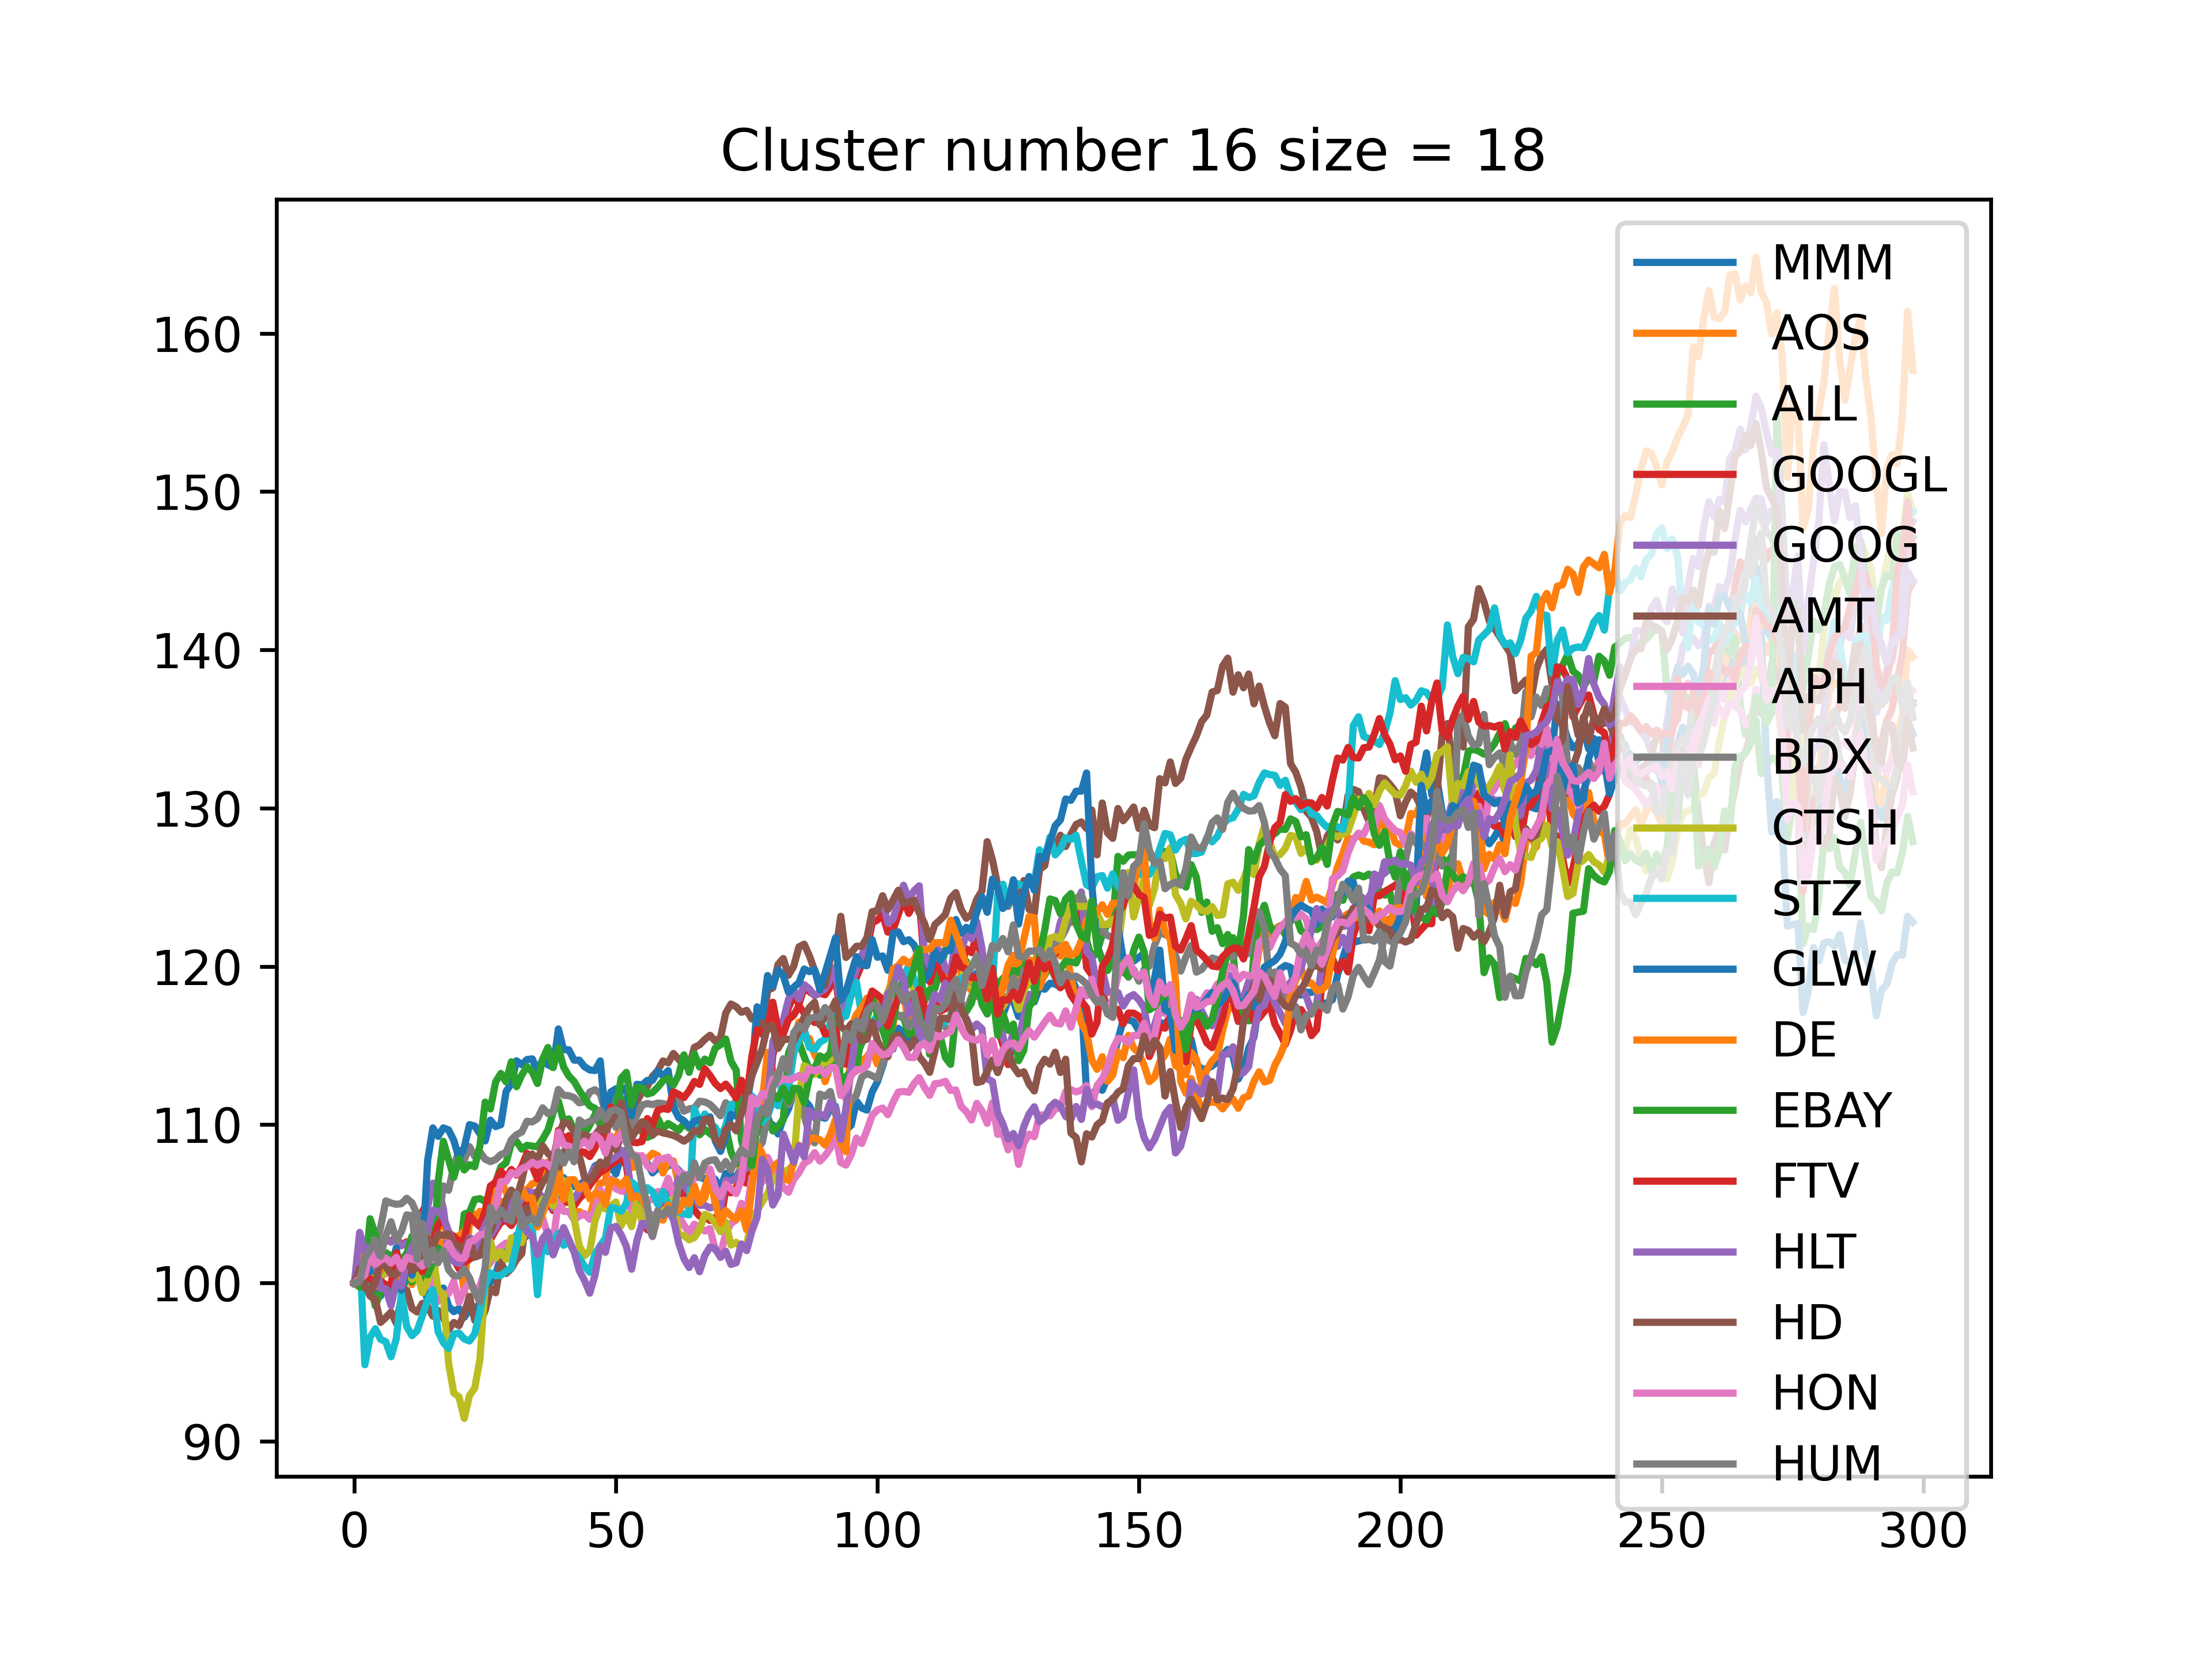 Cluster number 16 size = 18
160
150
140
130
120
110
100
90
0 50 100 150 200 250 300
MMM
AOS
ALL
GOOGL
GOOG
AMT
APH
BDX
CTSH
STZ
GLW
DE
EBAY
FTV
HLT
HD
HON
HUM